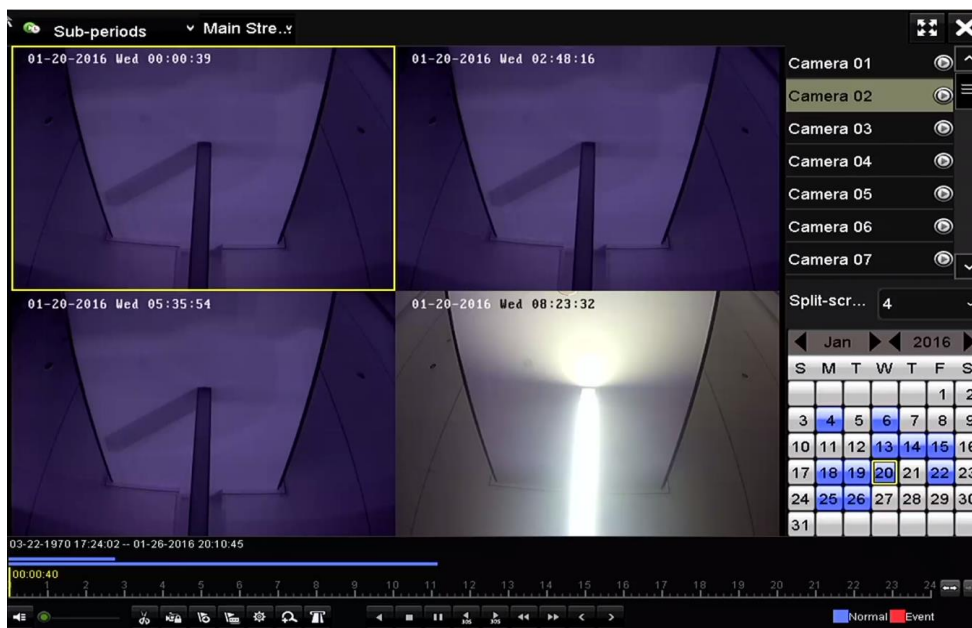 Sub-periods Main Stre..
01-20-2016 Wed 00:00:39
01-20-2016 Wed 02:48:16
01-20-2016 Wed 05:35:54
01-20-2016 Wed 08:23:32
Camera 01
Camera 02
Camera 03
Camera 04
Camera 05
Camera 06
Camera 07
Split-scr... 4
Jan 2016
S M T W T F S
1 2
3 4 5 6 7 8 9
10 11 12 13 14 15 16
17 18 19 20 21 22 23
24 25 26 27 28 29 30
31
03-22-1970 17:24:02 -- 01-26-2016 20:10:45
00:00:40
1 2 3 4 5 6 7 8 9 10 11 12 13 14 15 16 17 18 19 20 21 22 23 24
30S 30S
Normal Event